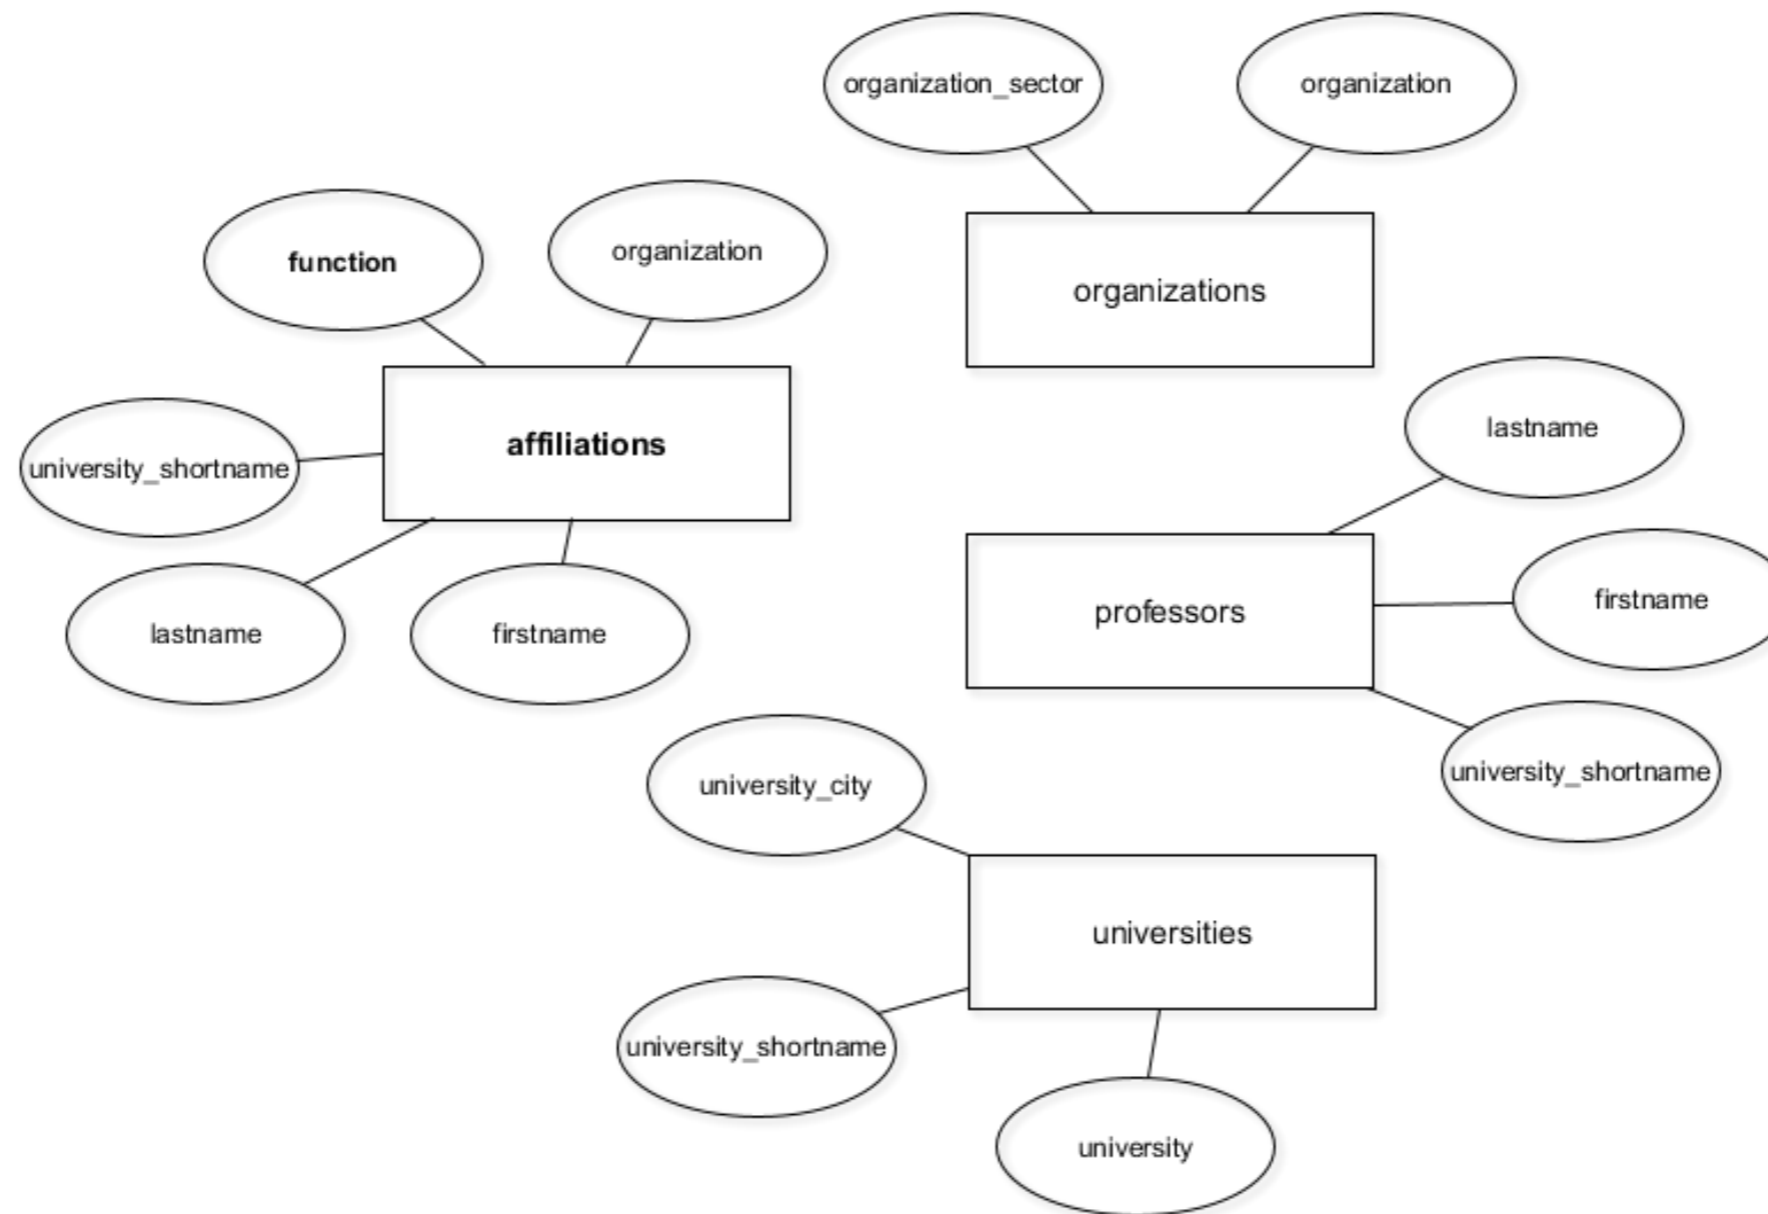 organization_sector
organization
function
organization
organizations
affiliations
lastname
university_shortname
firstname
professors
lastname
firstname
university_shortname
university_city
universities
university_shortname
university